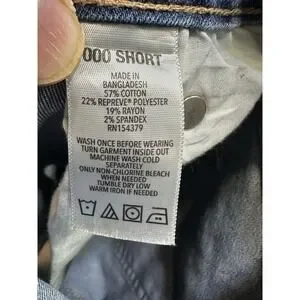 000 SHORT
MADE IN
BANGLADESH
57% COTTON
22% REPREVE® POLYESTER
19% RAYON
2% SPANDEX
RN154379
WASH ONCE BEFORE WEARING
TURN GARMENT INSIDE OUT
MACHINE WASH COLD
SEPARATELY
ONLY NON-CHLORINE BLEACH
WHEN NEEDED
TUMBLE DRY LOW
WARM IRON IF NEEDED